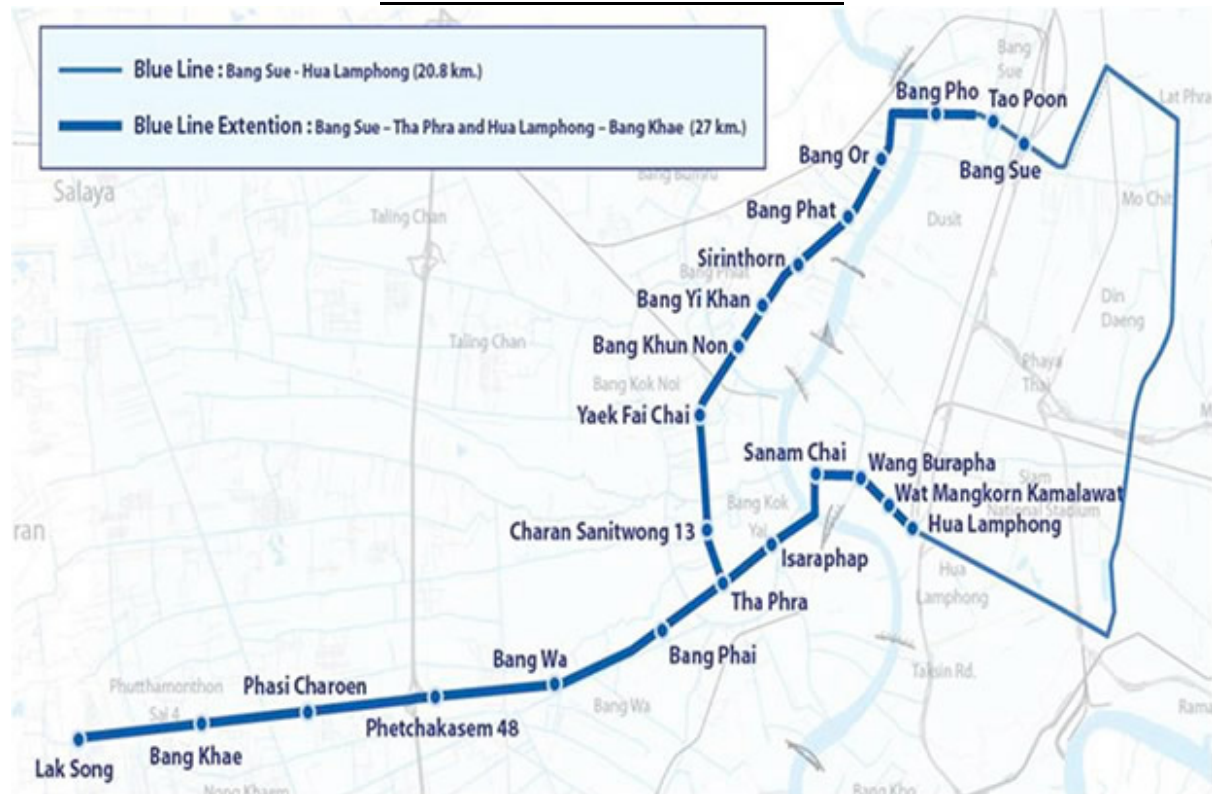 Blue Line : Bang Sue - Hua Lamphong (20.8 km.)
Blue Line Extention : Bang Sue – Tha Phra and Hua Lamphong – Bang Khae (27 km.)
Bang
Sue
Bang Pho
Tao Poon
Lat Phra
Bang Or
Bang Sue
Salaya
Taling Chan
Bang Phat
Dusit
Mo Chit
Sirinthorn
Bang Phlat
Bang Yi Khan
Din
Daeng
Taling Chan
Bang Khun Non
Phaya
Thai
Bang Kok Noi
Yaek Fai Chai
Sanam Chai
Wang Burapha
Siam
Wat Mangkorn Kamalawat
National Stadium
Bang Kok
Yai
Hua Lamphong
ran
Charan Sanitwong 13
Isaraphap
Hua
Lamphong
Tha Phra
Bang Phai
Bang Wa
Taksin Rd.
Phutthamonthon
Sai 4
Phasi Charoen
Bang Wa
Rama
Phetchakasem 48
Bang Khae
Lak Song
Nong Khaem
Bang Kho